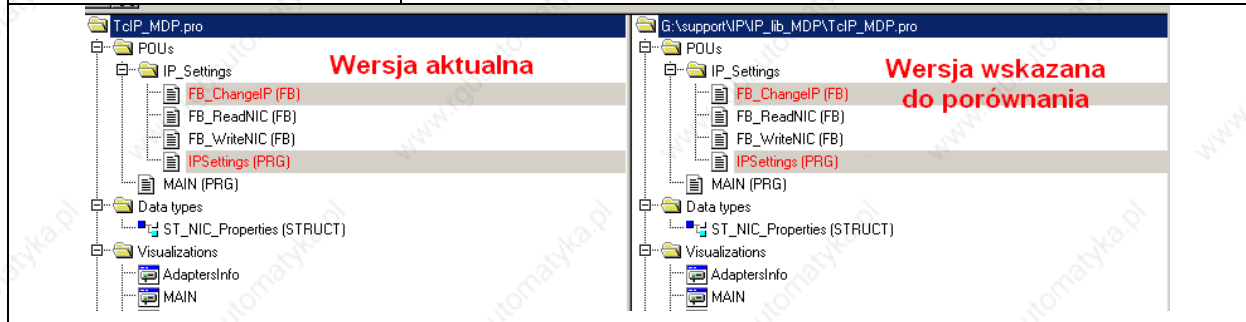 TcIP_MDP.pro
POUs
IP_Settings
Wersja aktualna
FB_ChangeIP (FB)
FB_ReadNIC (FB)
FB_WriteNIC (FB)
IPSettings (PRG)
MAIN (PRG)
Data types
ST_NIC_Properties (STRUCT)
Visualizations
AdaptersInfo
MAIN
G:\support\IP\IP_lib_MDP\TcIP_MDP.pro
POUs
IP_Settings
Wersja wskazana
do porównania
FB_ChangeIP (FB)
FB_ReadNIC (FB)
FB_WriteNIC (FB)
IPSettings (PRG)
MAIN (PRG)
Data types
ST_NIC_Properties (STRUCT)
Visualizations
AdaptersInfo
MAIN